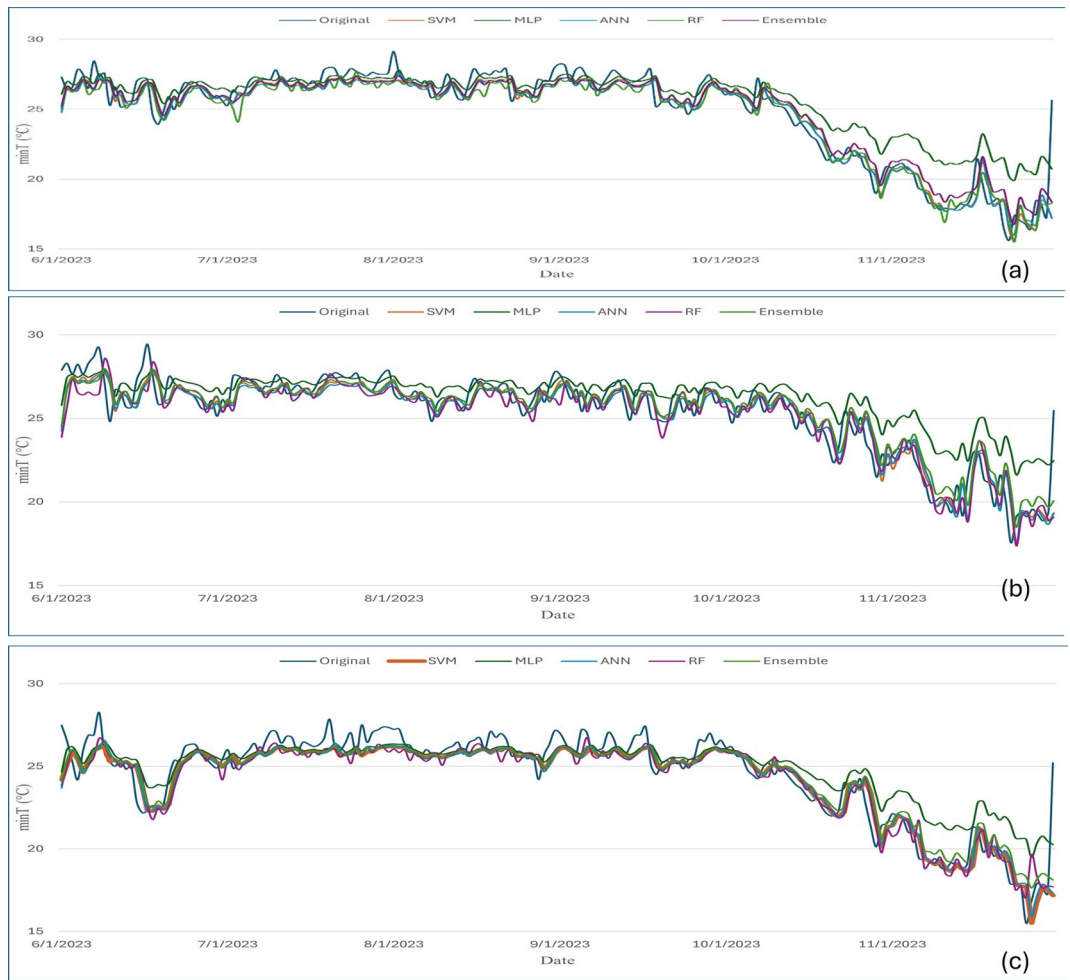 Original SVM MLP ANN RF Ensemble
30
25
20
15
minT (°C)
6/1/2023 7/1/2023 8/1/2023 9/1/2023 10/1/2023 11/1/2023
Date
(a)
Original SVM MLP ANN RF Ensemble
30
25
20
15
minT (°C)
6/1/2023 7/1/2023 8/1/2023 9/1/2023 10/1/2023 11/1/2023
Date
(b)
Original SVM MLP ANN RF Ensemble
30
25
20
15
minT (°C)
6/1/2023 7/1/2023 8/1/2023 9/1/2023 10/1/2023 11/1/2023
Date
(c)